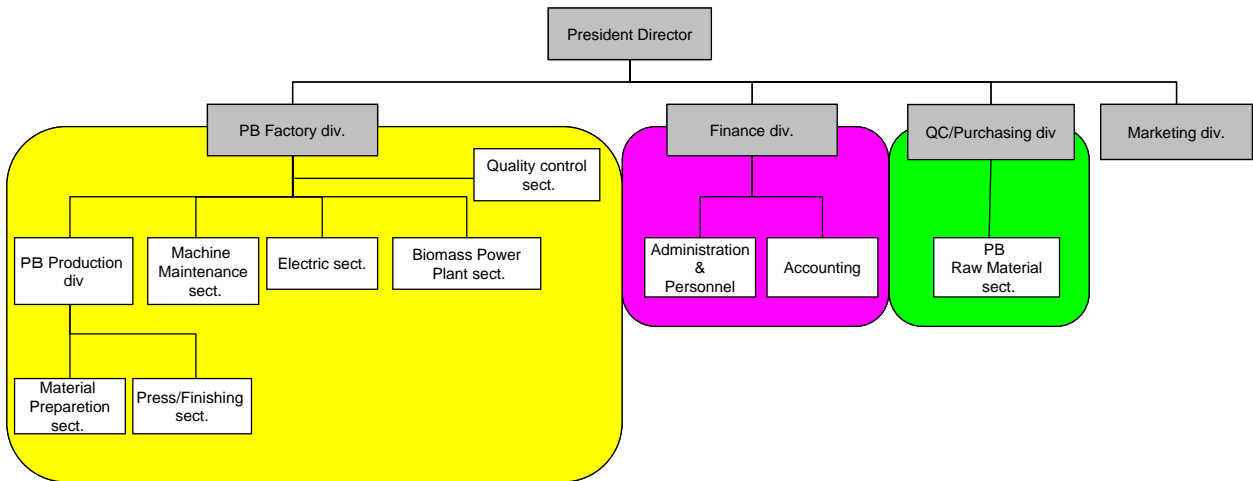 President Director
PB Factory div.
Finance div.
QC/Purchasing div
Marketing div.
Quality control
sect.
PB Production
div
Machine
Maintenance
sect.
Electric sect.
Biomass Power
Plant sect.
Administration
&
Personnel
Accounting
PB
Raw Material
sect.
Material
Preparetion
sect.
Press/Finishing
sect.